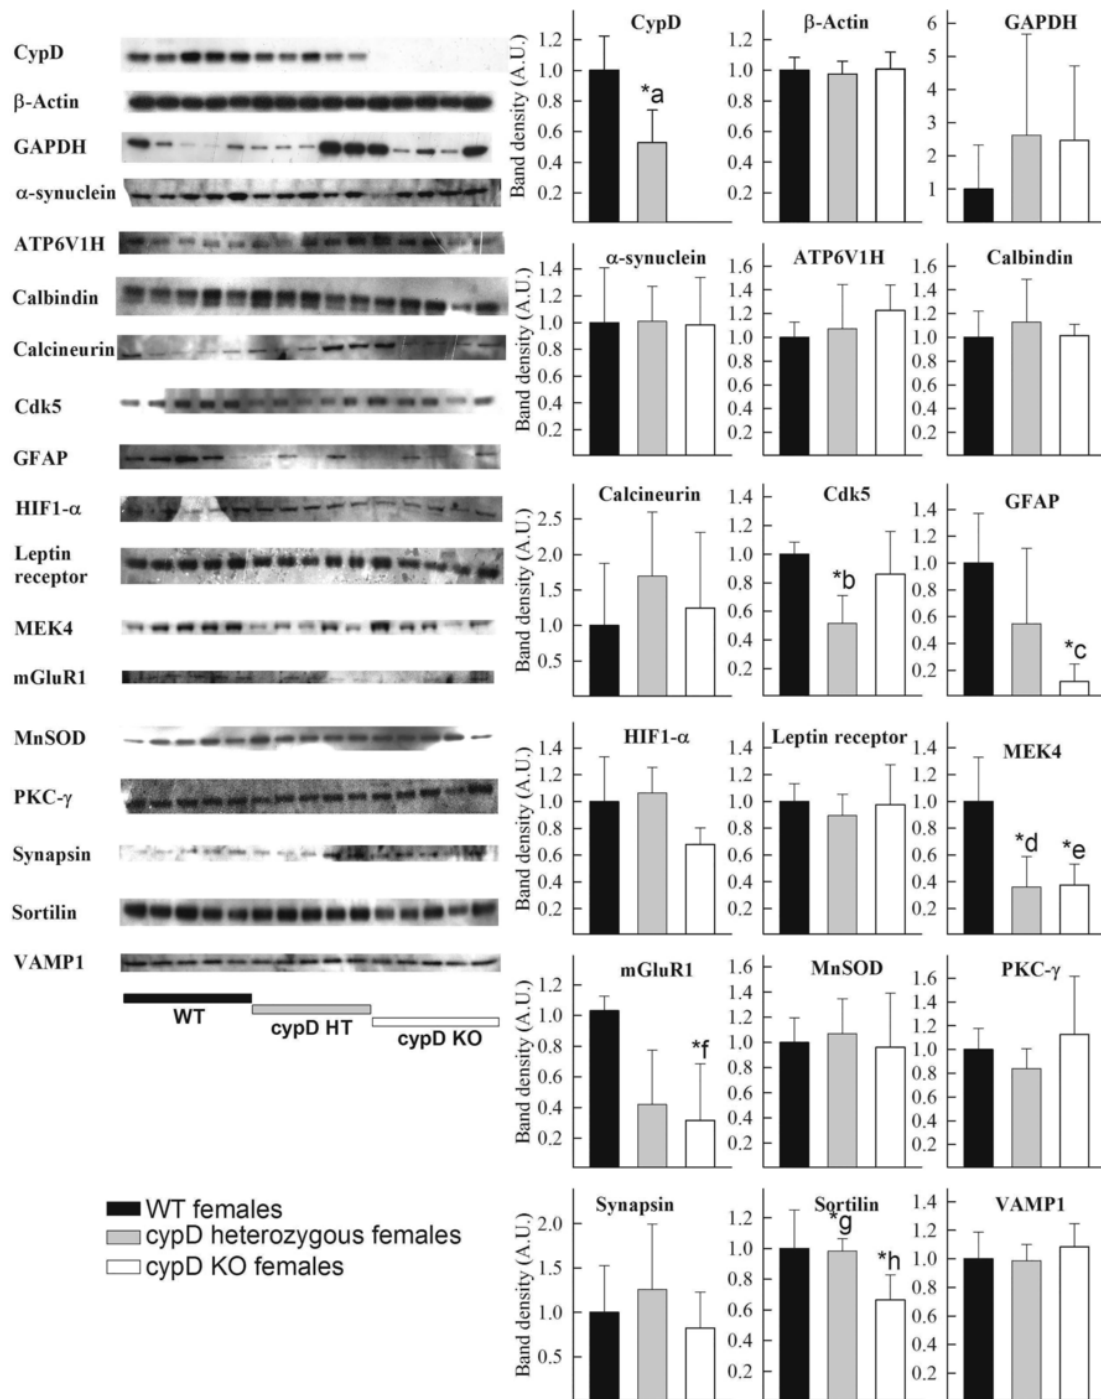 CypD
β-Actin
GAPDH
α-synuclein
ATP6V1H
Calbindin
Calcineurin
Cdk5
GFAP
HIF1-α
Leptin
receptor
MEK4
mGluR1
MnSOD
PKC-γ
Synapsin
Sortilin
VAMP1
WT
cypD HT
cypD KO
WT females
cypD heterozygous females
cypD KO females
CypD
Band density (A.U.)
1.2
1.0
0.8
0.6
0.4
0.2
*a
β-Actin
1.2
1.0
0.8
0.6
0.4
0.2
GAPDH
6
5
4
3
2
1
α-synuclein
Band density (A.U.)
1.4
1.2
1.0
0.8
0.6
0.4
0.2
ATP6V1H
1.6
1.4
1.2
1.0
0.8
0.6
0.4
0.2
Calbindin
1.6
1.4
1.2
1.0
0.8
0.6
0.4
0.2
Calcineurin
Band density (A.U.)
2.5
2.0
1.5
1.0
0.5
Cdk5
1.4
1.2
1.0
0.8
0.6
0.4
0.2
*b
GFAP
1.4
1.2
1.0
0.8
0.6
0.4
0.2
*c
HIF1-α
Band density (A.U.)
1.4
1.2
1.0
0.8
0.6
0.4
0.2
Leptin receptor
1.4
1.2
1.0
0.8
0.6
0.4
0.2
MEK4
1.4
1.2
1.0
0.8
0.6
0.4
0.2
*d
*e
mGluR1
Band density (A.U.)
1.2
1.0
0.8
0.6
0.4
0.2
*f
MnSOD
1.6
1.4
1.2
1.0
0.8
0.6
0.4
0.2
PKC-γ
1.6
1.4
1.2
1.0
0.8
0.6
0.4
0.2
Synapsin
Band density (A.U.)
2.0
1.5
1.0
0.5
Sortilin
1.2
1.0
0.8
0.6
0.4
0.2
*g
*h
VAMP1
1.4
1.2
1.0
0.8
0.6
0.4
0.2